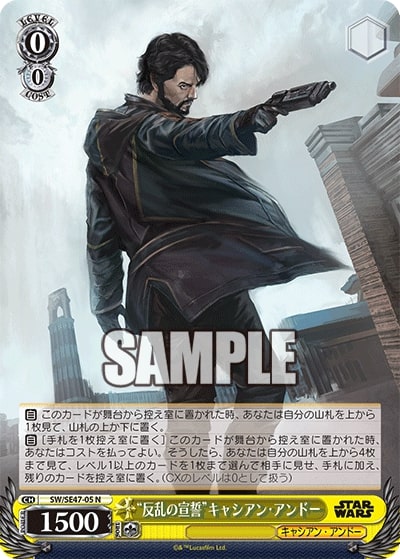 LEVEL
0
0
COST
SAMPLE
自 このカードが舞台から控え室に置かれた時、あなたは自分の山札を上から
1枚見て、山札の上か下に置く。
自 [手札を1枚控え室に置く] このカードが舞台から控え室に置かれた時、
あなたはコストを払ってよい。そうしたら、あなたは自分の山札の上から4枚
まで見て、レベル1以上のカードを1枚まで選んで相手に見せ、手札に加え、
残りのカードを控え室に置く。(CXのレベルは0として扱う)
CH SW/SE47-05 N
1500
“反乱の宣誓”キャシアン・アンドー
STAR WARS
キャシアン・アンドー
©&™Lucasfilm Ltd.